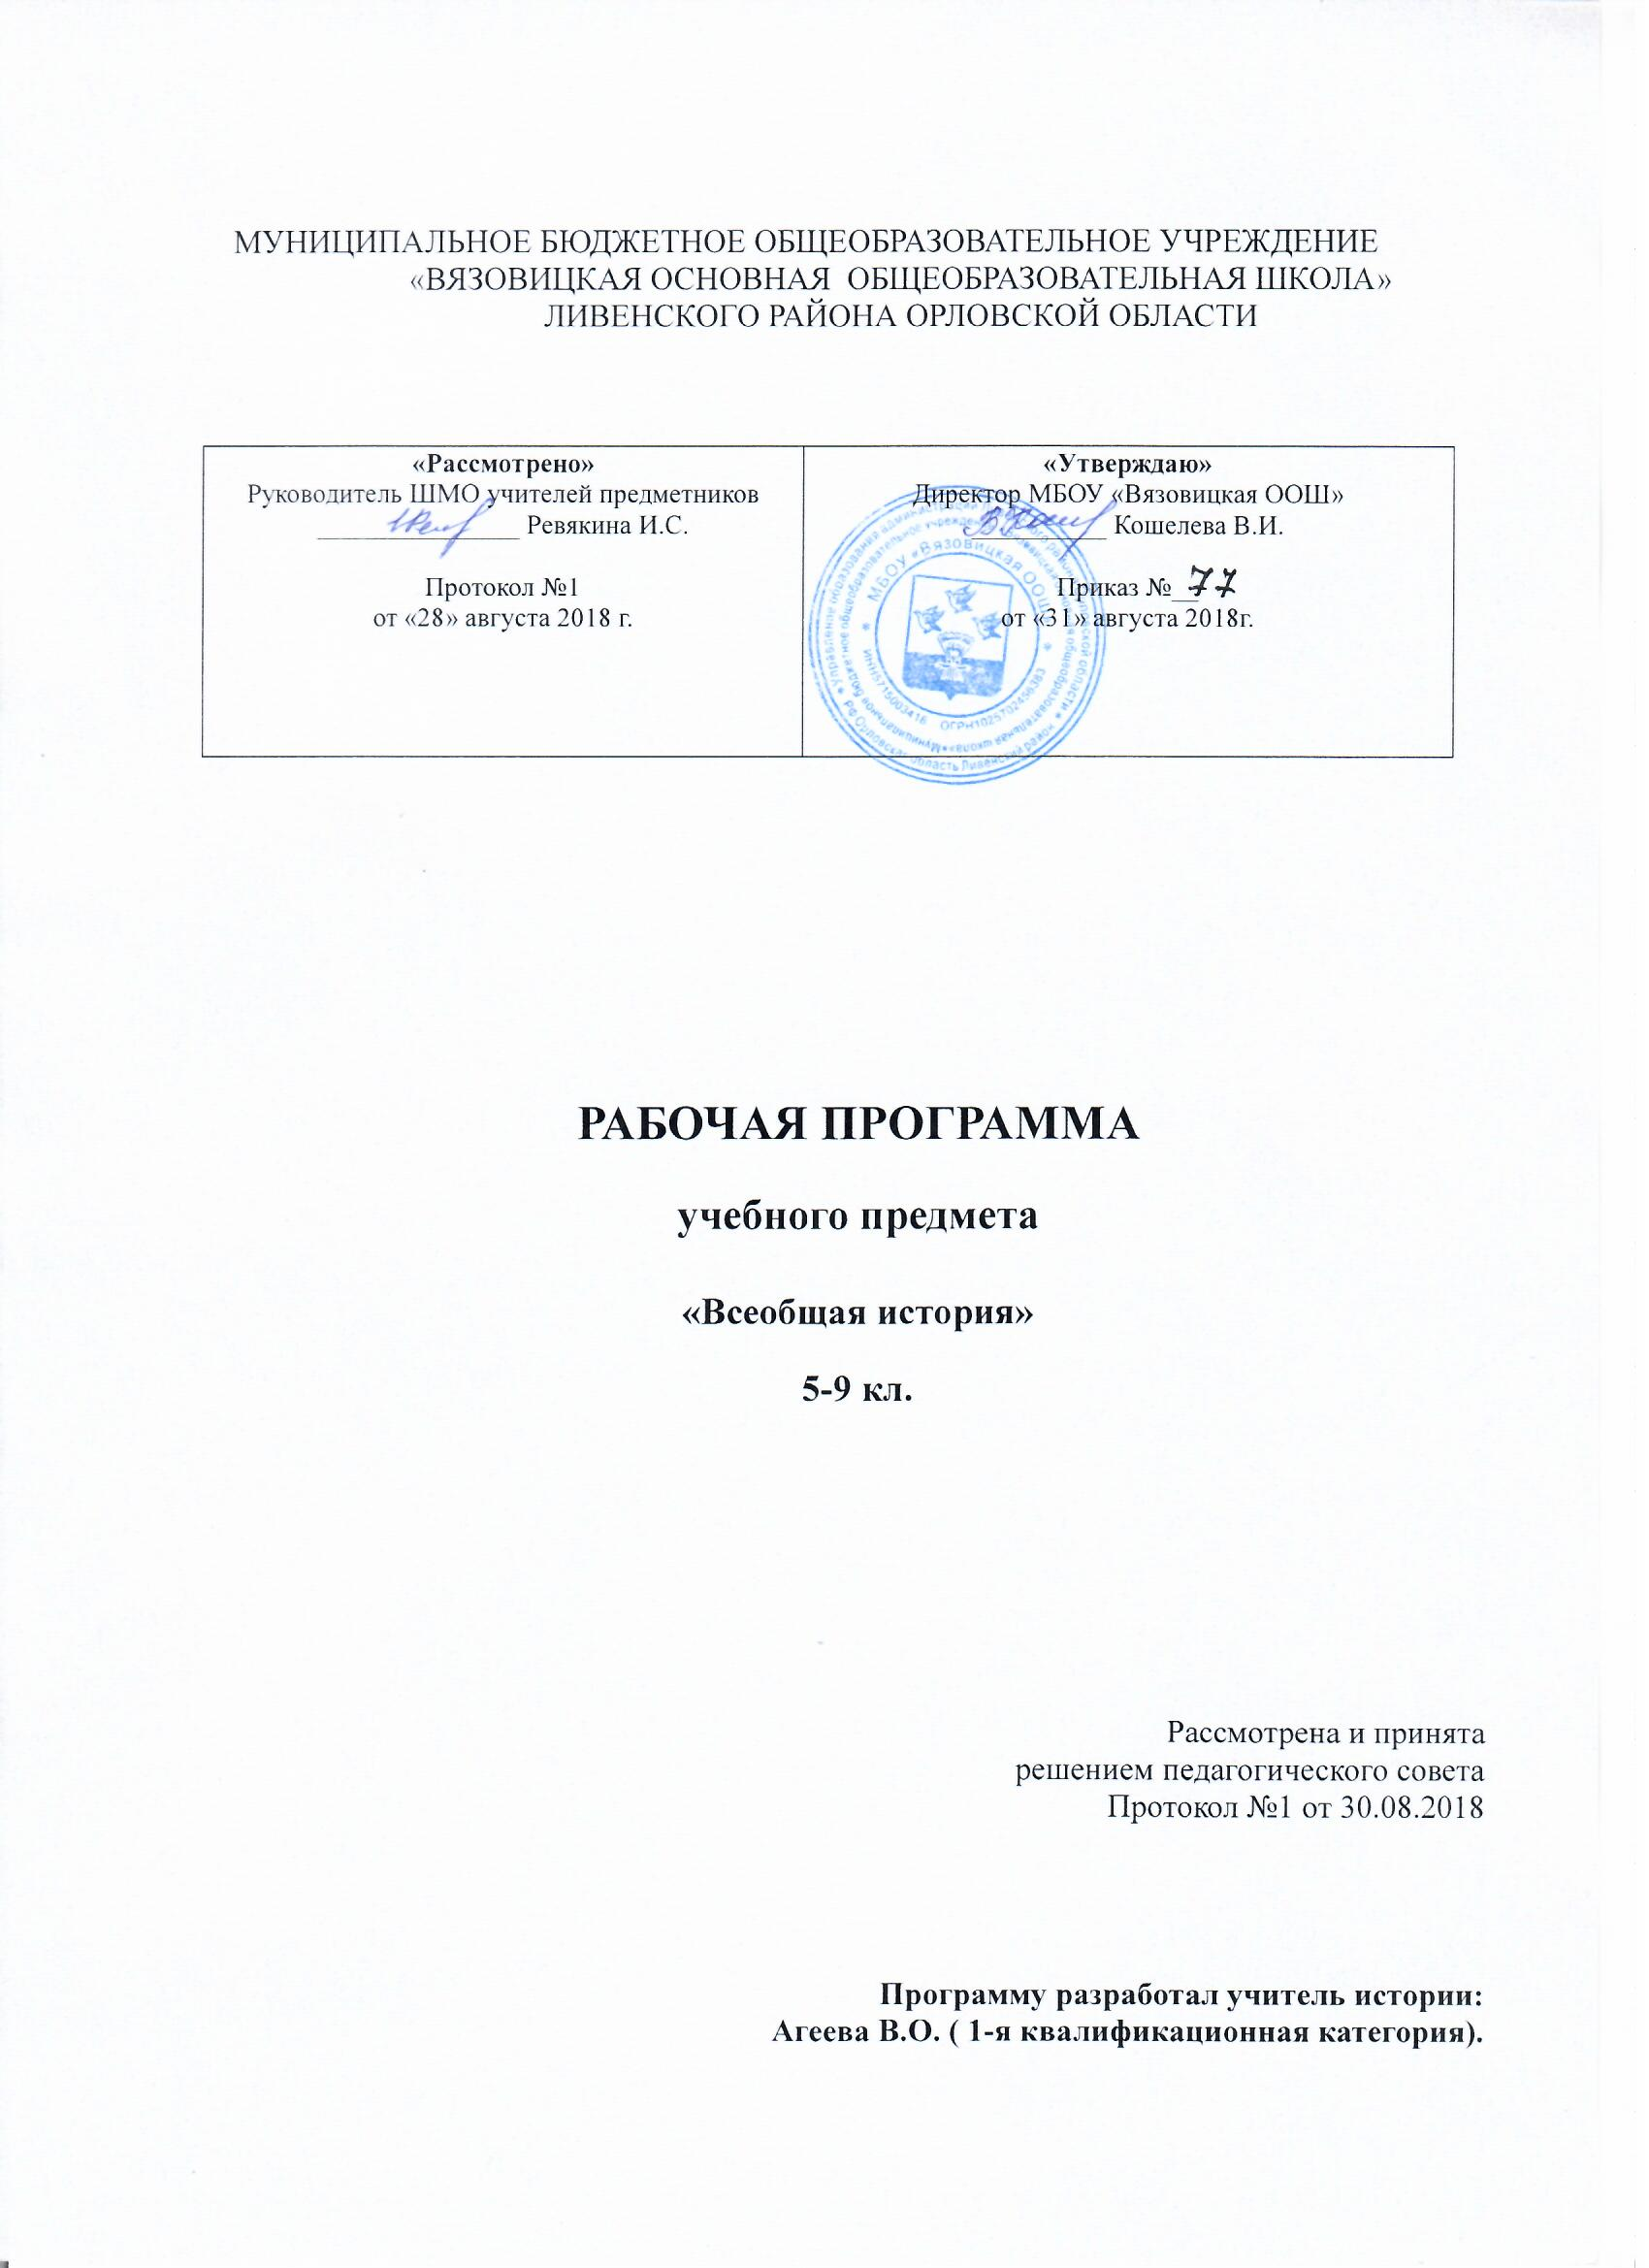 МУНИЦИПАЛЬНОЕ БЮДЖЕТНОЕ ОБЩЕОБРАЗОВАТЕЛЬНОЕ УЧРЕЖДЕНИЕ
«ВЯЗОВИЦКАЯ ОСНОВНАЯ ОБЩЕОБРАЗОВАТЕЛЬНАЯ ШКОЛА»
ЛИВЕНСКОГО РАЙОНА ОРЛОВСКОЙ ОБЛАСТИ
«Рассмотрено»
Руководитель ШМО учителей предметников
Ревякина И.С.
Протокол №1
от «28» августа 2018 г.
«Утверждаю»
Директор МБОУ «Вязовицкая ООШ»
Кошелева В.И.
Приказ № 77
от «31» августа 2018г.
МБОУ «Вязовицкая ООШ»
РАБОЧАЯ ПРОГРАММА
учебного предмета
«Всеобщая история»
5-9 кл.
Рассмотрена и принята
решением педагогического совета
Протокол №1 от 30.08.2018
Программу разработал учитель истории:
Агеева В.О. ( 1-я квалификационная категория).